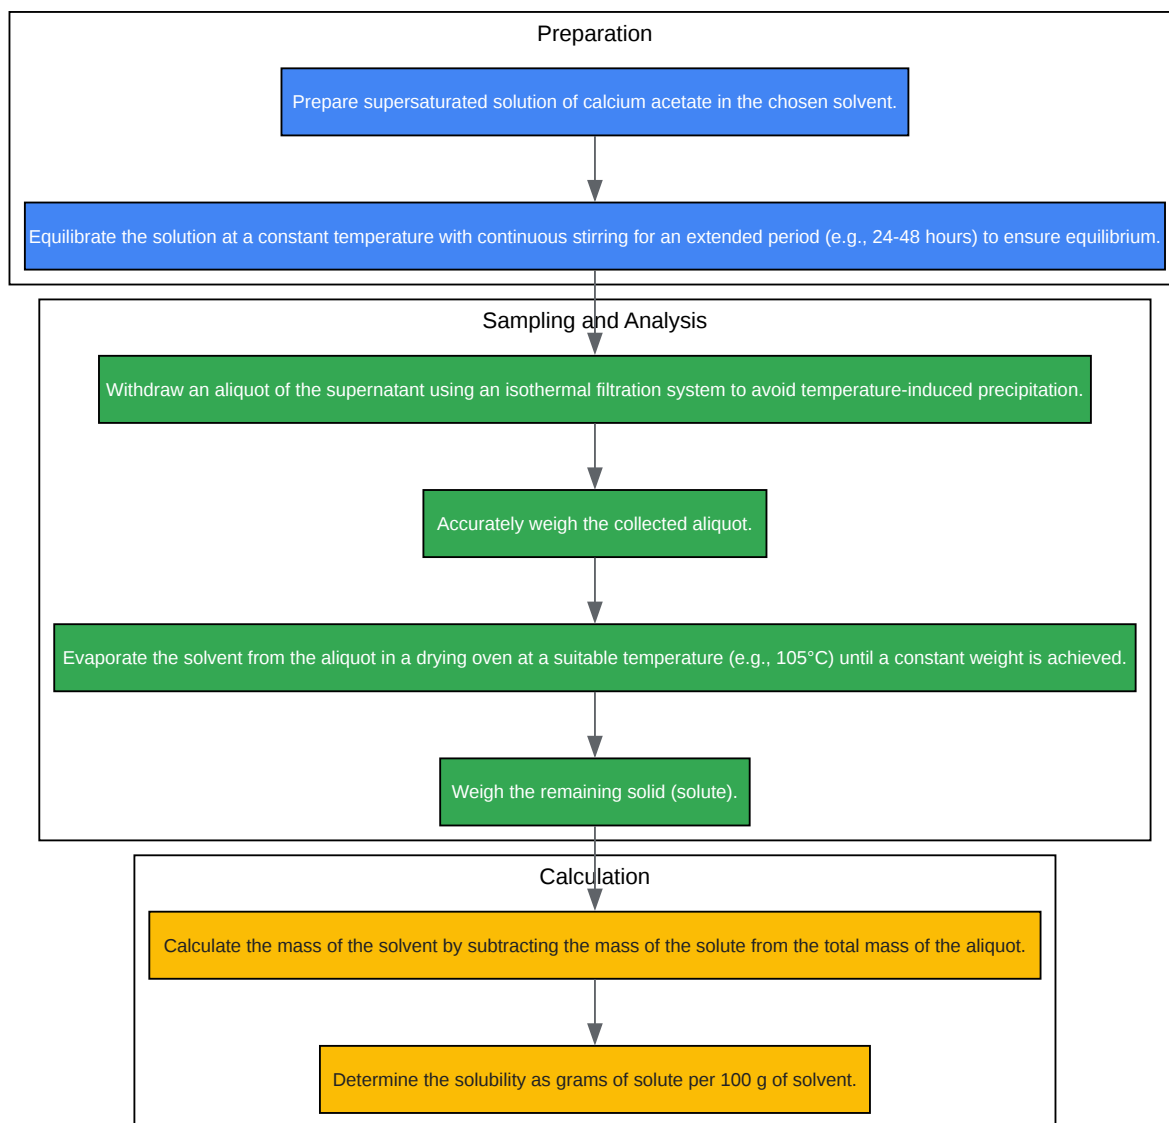 Preparation
Prepare supersaturated solution of calcium acetate in the chosen solvent.
Equilibrate the solution at a constant temperature with continuous stirring for an extended period (e.g., 24-48 hours) to ensure equilibrium.
Sampling and Analysis
Withdraw an aliquot of the supernatant using an isothermal filtration system to avoid temperature-induced precipitation.
Accurately weigh the collected aliquot.
Evaporate the solvent from the aliquot in a drying oven at a suitable temperature (e.g., 105°C) until a constant weight is achieved.
Weigh the remaining solid (solute).
Calculation
Calculate the mass of the solvent by subtracting the mass of the solute from the total mass of the aliquot.
Determine the solubility as grams of solute per 100 g of solvent.